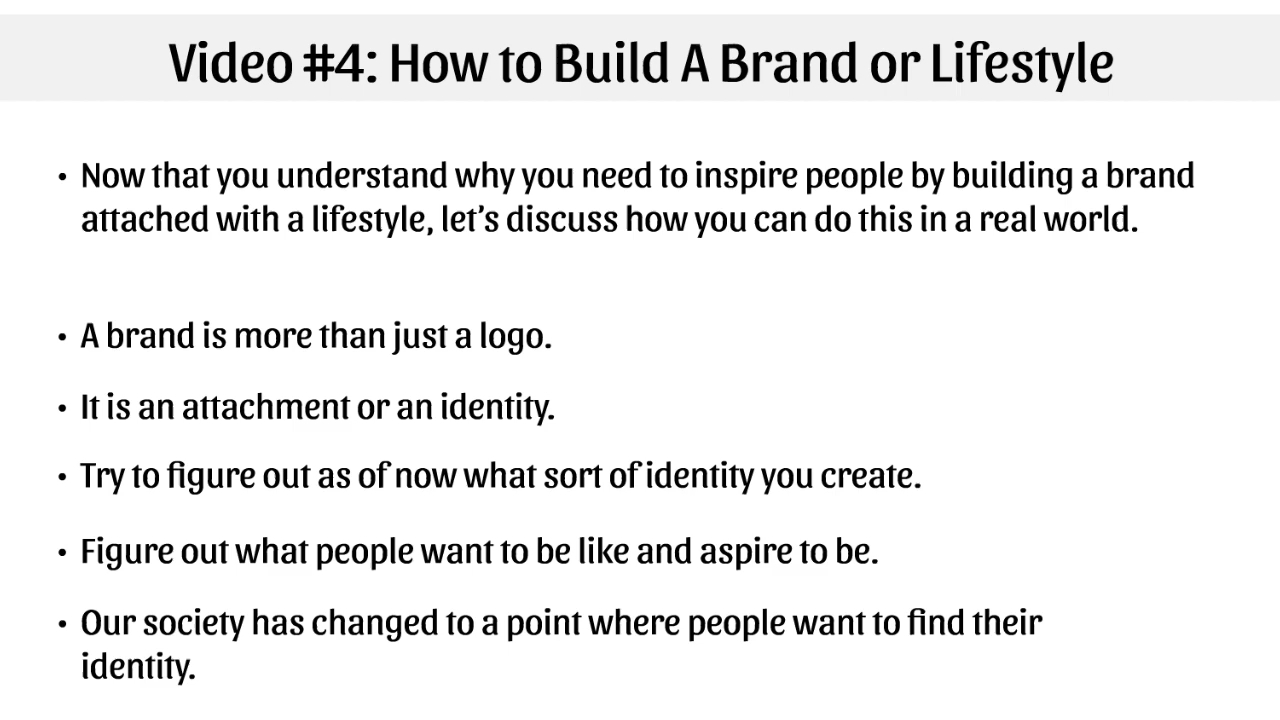 Video #4: How to Build A Brand or Lifestyle
• Now that you understand why you need to inspire people by building a brand
attached with a lifestyle, let’s discuss how you can do this in a real world.
• A brand is more than just a logo.
• It is an attachment or an identity.
• Try to figure out as of now what sort of identity you create.
• Figure out what people want to be like and aspire to be.
• Our society has changed to a point where people want to find their
identity.